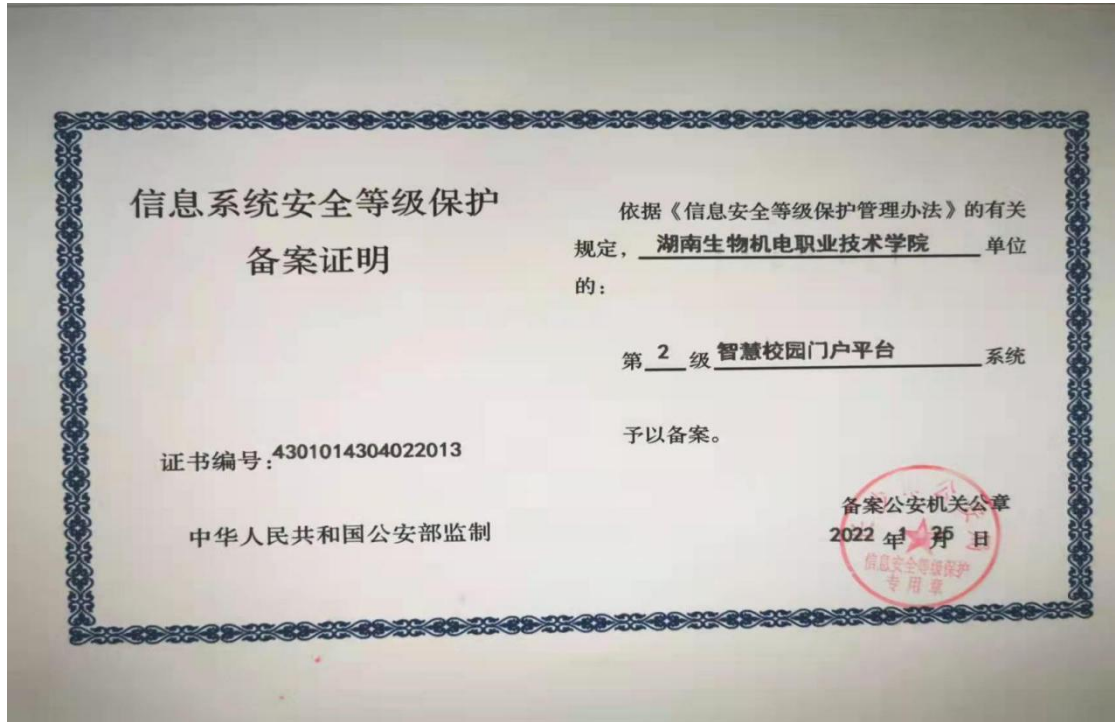 信息系统安全等级保护
备案证明
证书编号:4301014304022013
中华人民共和国公安部监制
依据《信息安全等级保护管理办法》的有关
规定，湖南生物机电职业技术学院单位
的：
第 2 级 智慧校园门户平台 系统
予以备案。
备案公安机关公章
2022 年 1 月 25 日
信息安全等级保护
专用章